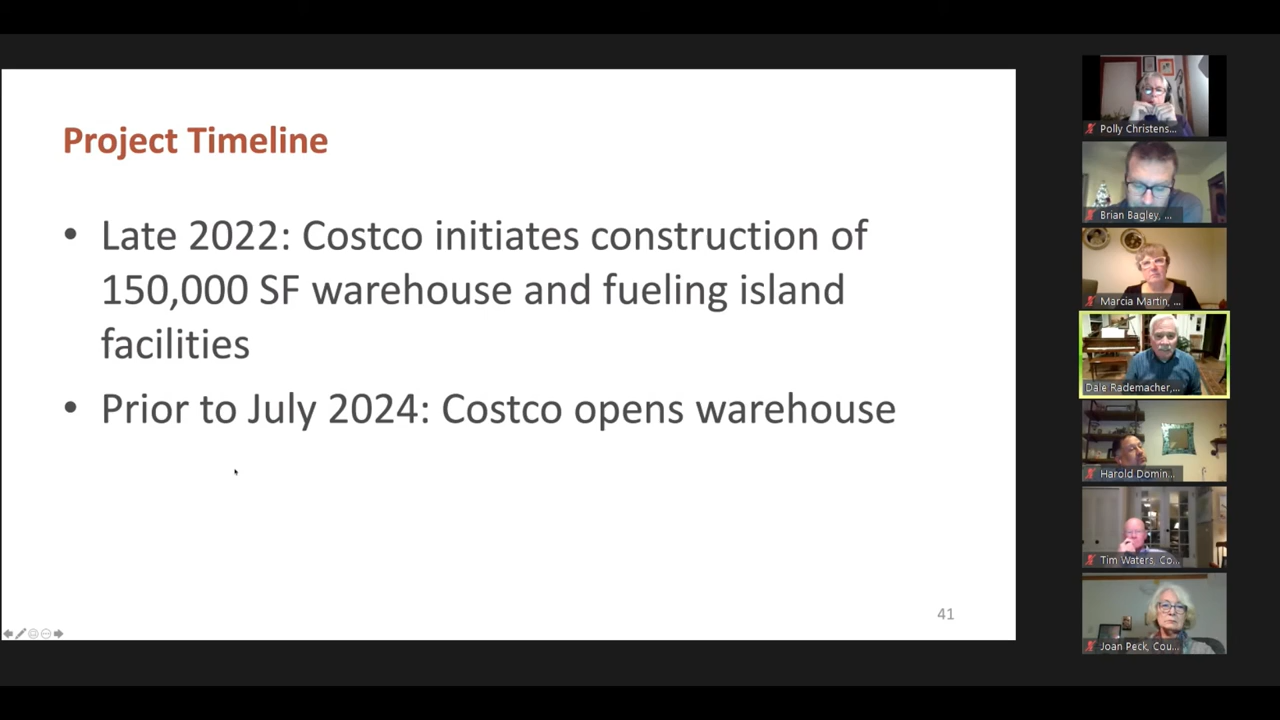 Project Timeline
• Late 2022: Costco initiates construction of
150,000 SF warehouse and fueling island
facilities
• Prior to July 2024: Costco opens warehouse
41
Polly Christens...
Brian Bagley, ...
Marcia Martin, ...
Dale Rademacher,...
Harold Domin...
Tim Waters, Co...
Joan Peck, Cou...